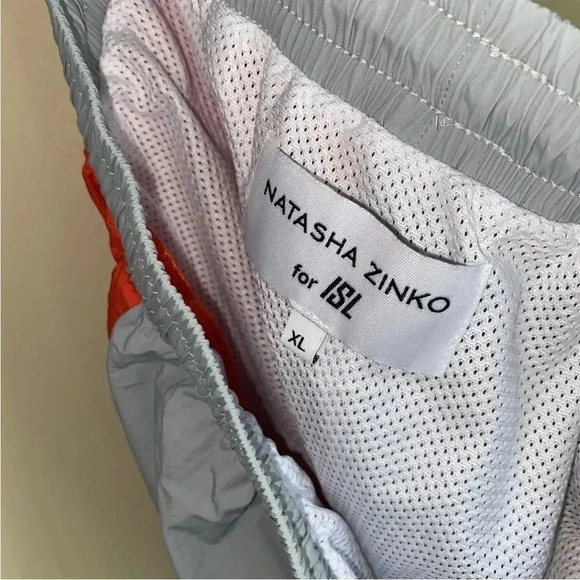 NATASHA ZINKO
for ISL
XL